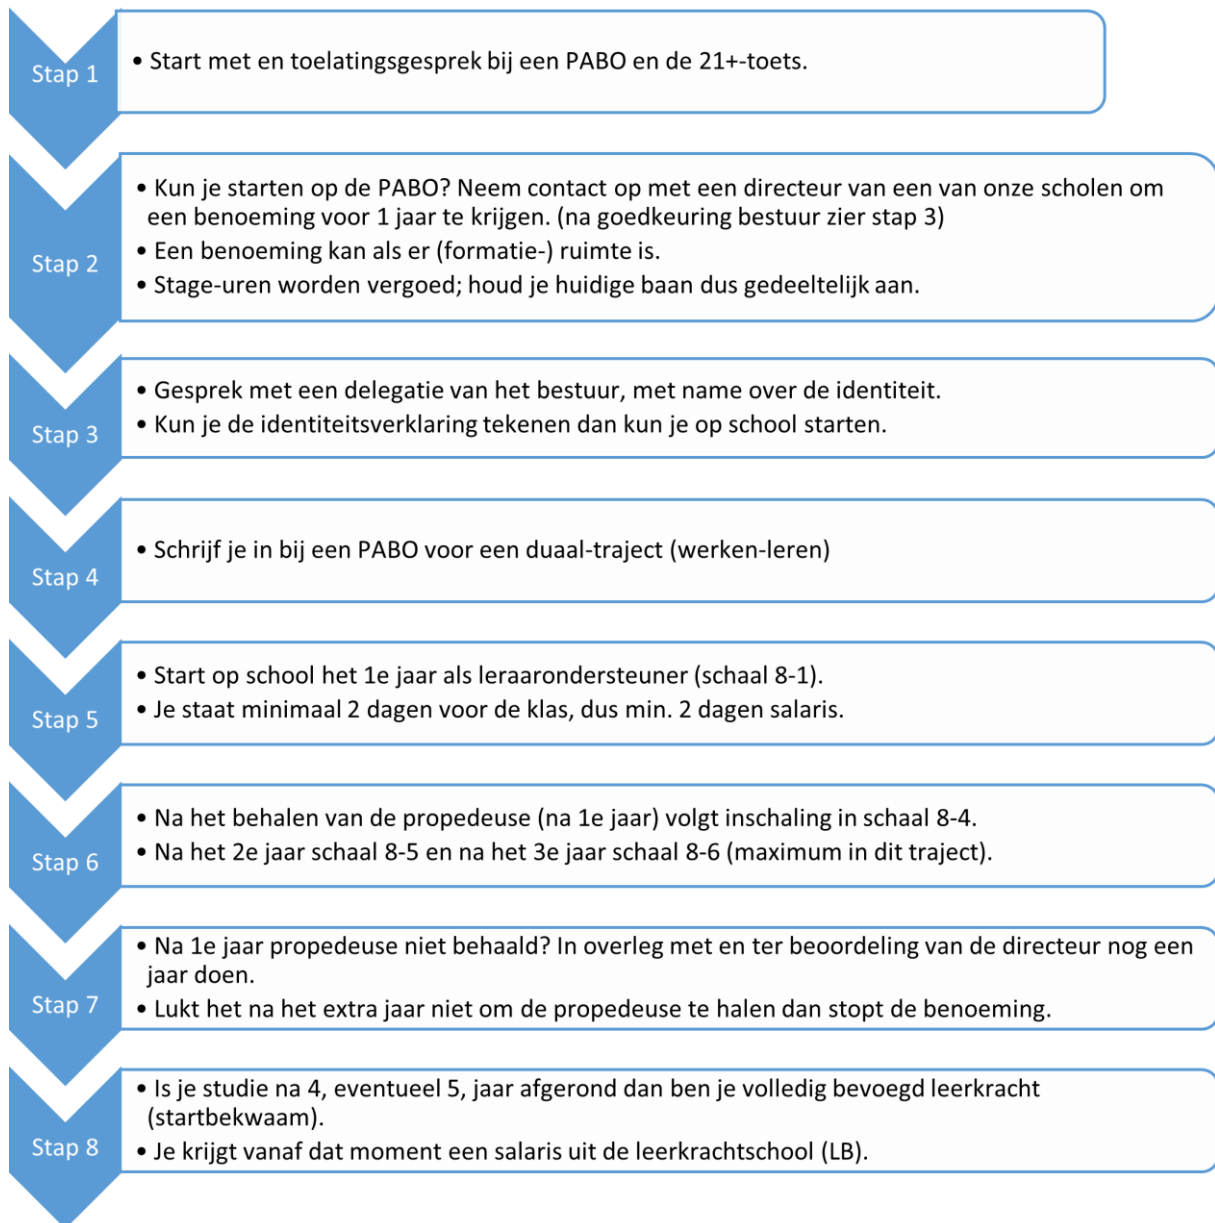 Stap 1
• Start met en toelatingsgesprek bij een PABO en de 21+-toets.
Stap 2
• Kun je starten op de PABO? Neem contact op met een directeur van een van onze scholen om
een benoeming voor 1 jaar te krijgen. (na goedkeuring bestuur zier stap 3)
• Een benoeming kan als er (formatie-) ruimte is.
• Stage-uren worden vergoed; houd je huidige baan dus gedeeltelijk aan.
Stap 3
• Gesprek met een delegatie van het bestuur, met name over de identiteit.
• Kun je de identiteitsverklaring tekenen dan kun je op school starten.
Stap 4
• Schrijf je in bij een PABO voor een duaal-traject (werken-leren)
Stap 5
• Start op school het 1e jaar als leraarondersteuner (schaal 8-1).
• Je staat minimaal 2 dagen voor de klas, dus min. 2 dagen salaris.
Stap 6
• Na het behalen van de propedeuse (na 1e jaar) volgt inschaling in schaal 8-4.
• Na het 2e jaar schaal 8-5 en na het 3e jaar schaal 8-6 (maximum in dit traject).
Stap 7
• Na 1e jaar propedeuse niet behaald? In overleg met en ter beoordeling van de directeur nog een
jaar doen.
• Lukt het na het extra jaar niet om de propedeuse te halen dan stopt de benoeming.
Stap 8
• Is je studie na 4, eventueel 5, jaar afgerond dan ben je volledig bevoegd leerkracht
(startbekwaam).
• Je krijgt vanaf dat moment een salaris uit de leerkrachtschool (LB).